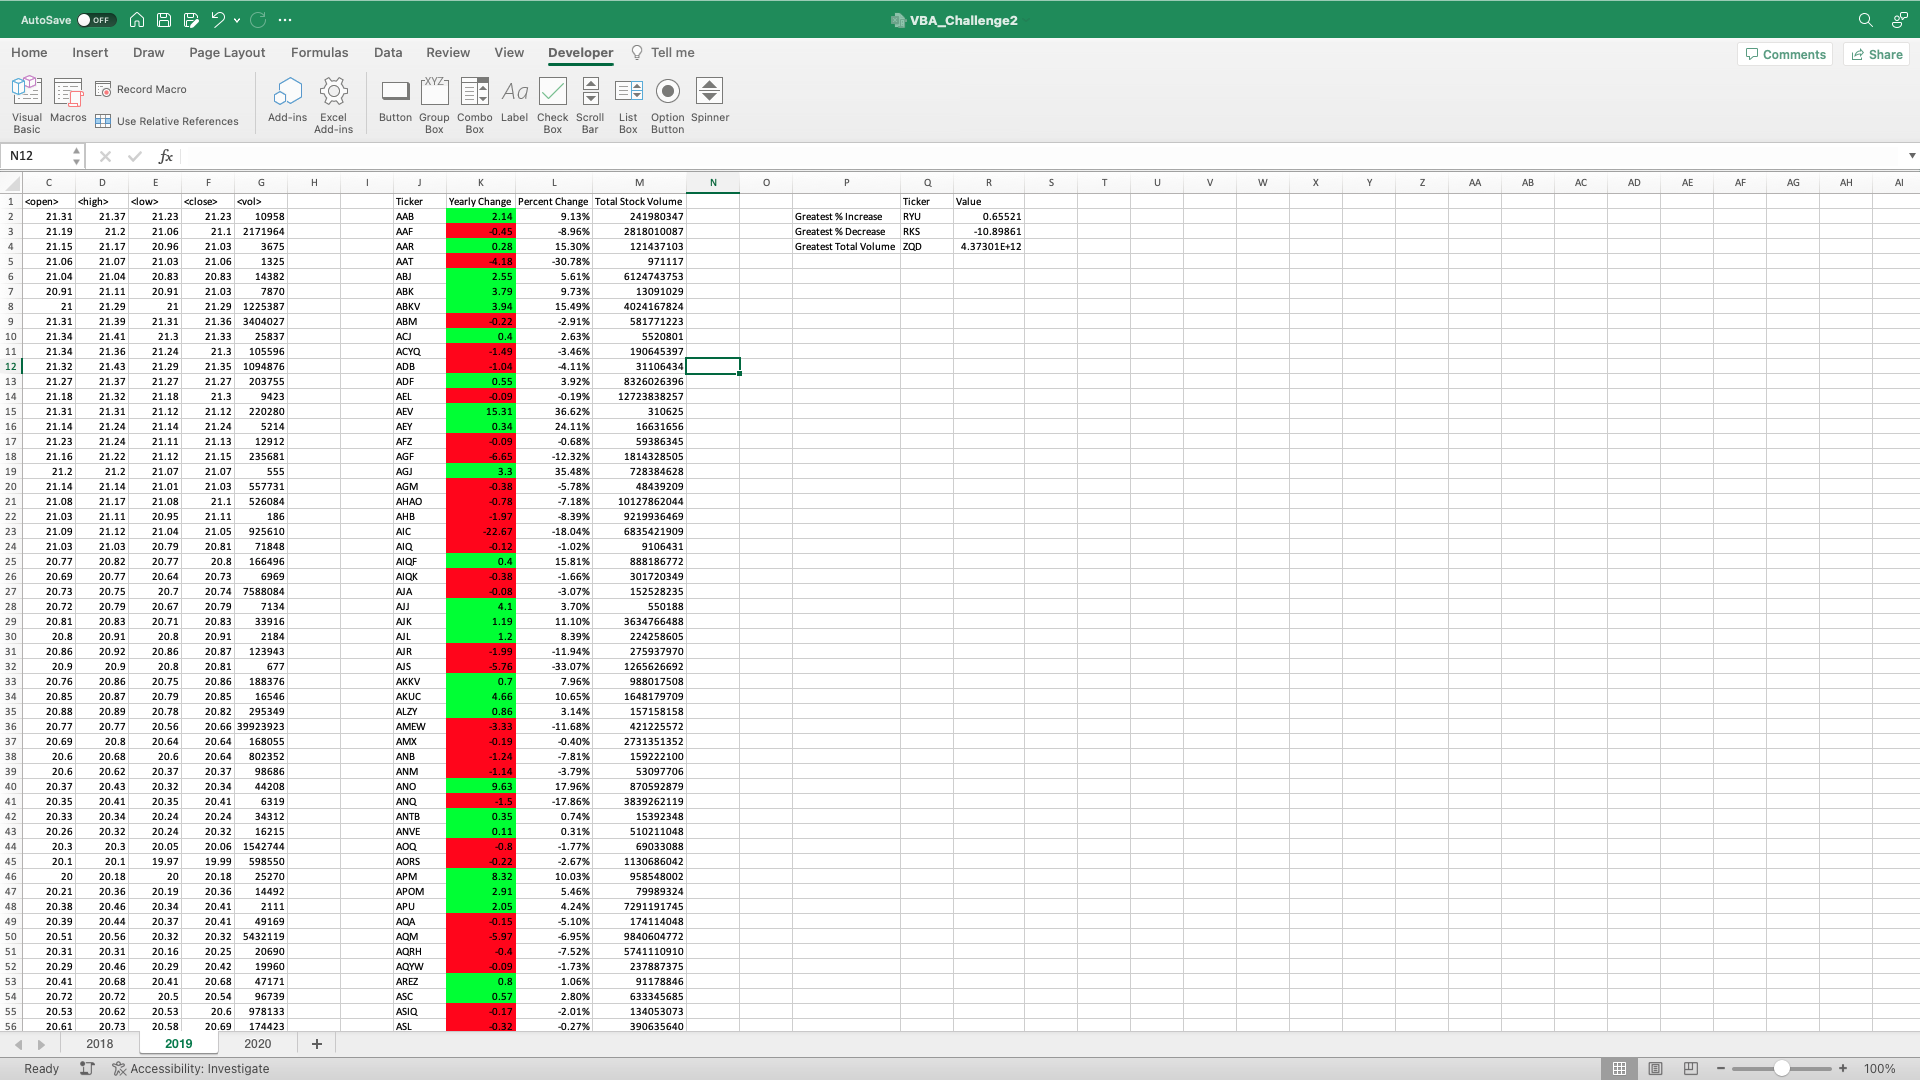 AutoSave OFF VBA_Challenge2
Home Insert Draw Page Layout Formulas Data Review View Developer Tell me Comments Share
Visual Basic Macros Record Macro Use Relative References Add-ins Excel Add-ins Button Group Box Combo Box Label Check Box Scroll Bar List Box Option Button Spinner
N12 fx
C D E F G H I J K L M N O P Q R S T U V W X Y Z AA AB AC AD AE AF AG AH AI
1 <open> <high> <low> <close> <vol> Ticker Yearly Change Percent Change Total Stock Volume Ticker Value
2 21.31 21.37 21.23 21.23 10958 AAB 2.14 9.13% 241980347 Greatest % Increase RYU 0.65521
3 21.19 21.2 21.06 21.1 2171964 AAF -0.45 -8.96% 2818010087 Greatest % Decrease RKS -10.89861
4 21.15 21.17 20.96 21.03 3675 AAR 0.28 15.30% 121437103 Greatest Total Volume ZQD 4.37301E+12
5 21.06 21.07 21.03 21.06 1325 AAT -4.18 -30.78% 971117
6 21.04 21.04 20.83 20.83 14382 ABJ 2.55 5.61% 6124743753
7 20.91 21.11 20.91 21.03 7870 ABK 3.79 9.73% 13091029
8 21 21.29 21 21.29 1225387 ABKV 3.94 15.49% 4024167824
9 21.31 21.39 21.31 21.36 3404027 ABM -0.22 -2.91% 581771223
10 21.34 21.41 21.3 21.33 25837 ACJ 0.4 2.63% 5520801
11 21.34 21.36 21.24 21.3 105596 ACYQ -1.49 -3.46% 190645397
12 21.32 21.43 21.29 21.35 1094876 ADB -1.04 -4.11% 31106434
13 21.27 21.37 21.27 21.27 203755 ADF 0.55 3.92% 8326026396
14 21.18 21.32 21.18 21.3 9423 AEL -0.09 -0.19% 12723838257
15 21.31 21.31 21.12 21.12 220280 AEV 15.31 36.62% 310625
16 21.14 21.24 21.14 21.24 5214 AEY 0.34 24.11% 16631656
17 21.23 21.24 21.11 21.13 12912 AFZ -0.09 -0.68% 59386345
18 21.16 21.22 21.12 21.15 235681 AGF -6.65 -12.32% 1814328505
19 21.2 21.2 21.07 21.07 555 AGJ 3.3 35.48% 728384628
20 21.14 21.14 21.01 21.03 557731 AGM -0.38 -5.78% 48439209
21 21.08 21.17 21.08 21.1 526084 AHAO -0.78 -7.18% 10127862044
22 21.03 21.11 20.95 21.11 186 AHB -1.97 -8.39% 9219936469
23 21.09 21.12 21.04 21.05 925610 AIC -22.67 -18.04% 6835421909
24 21.03 21.03 20.79 20.81 71848 AIQ -0.12 -1.02% 9106431
25 20.77 20.82 20.77 20.8 166496 AIQF 0.4 15.81% 888186772
26 20.69 20.77 20.64 20.73 6969 AIQK -0.38 -1.66% 301720349
27 20.73 20.75 20.7 20.74 7588084 AJA -0.08 -3.07% 152528235
28 20.72 20.79 20.67 20.79 7134 AJJ 4.1 3.70% 550188
29 20.81 20.83 20.71 20.83 33916 AJK 1.19 11.10% 3634766488
30 20.8 20.91 20.8 20.91 2184 AJL 1.2 8.39% 224258605
31 20.86 20.92 20.86 20.87 123943 AJR -1.99 -11.94% 275937970
32 20.9 20.9 20.8 20.81 677 AJS -5.76 -33.07% 1265626692
33 20.76 20.86 20.75 20.86 188376 AKKV 0.7 7.96% 988017508
34 20.85 20.87 20.79 20.85 16546 AKUC 4.66 10.65% 1648179709
35 20.88 20.89 20.78 20.82 295349 ALZY 0.86 3.14% 157158158
36 20.77 20.77 20.56 20.66 39923923 AMEW -3.33 -11.68% 421225572
37 20.69 20.8 20.64 20.64 168055 AMX -0.19 -0.40% 2731351352
38 20.6 20.68 20.6 20.64 802352 ANB -1.24 -7.81% 159222100
39 20.6 20.62 20.37 20.37 98686 ANM -1.14 -3.79% 53097706
40 20.37 20.43 20.32 20.34 44208 ANO 9.63 17.96% 870592879
41 20.35 20.41 20.35 20.41 6319 ANQ -1.5 -17.86% 3839262119
42 20.33 20.34 20.24 20.24 34312 ANTB 0.35 0.74% 15392348
43 20.26 20.32 20.24 20.32 16215 ANVE 0.11 0.31% 510211048
44 20.3 20.3 20.05 20.06 1542744 AOQ -0.8 -1.77% 69033088
45 20.1 20.1 19.97 19.99 598550 AORS -0.22 -2.67% 1130686042
46 20 20.18 20 20.18 25270 APM 8.32 10.03% 958548002
47 20.21 20.36 20.19 20.36 14492 APOM 2.91 5.46% 79989324
48 20.38 20.46 20.34 20.41 2111 APU 2.05 4.24% 7291191745
49 20.39 20.44 20.37 20.41 49169 AQA -0.15 -5.10% 174114048
50 20.51 20.56 20.32 20.32 5432119 AQM -5.97 -6.95% 9840604772
51 20.31 20.31 20.16 20.25 20690 AQRH -0.4 -7.52% 5741110910
52 20.29 20.46 20.29 20.42 19960 AQYW -0.09 -1.73% 237887375
53 20.41 20.68 20.41 20.68 47171 AREZ 0.8 1.06% 91178846
54 20.72 20.72 20.5 20.54 96739 ASC 0.57 2.80% 633345685
55 20.53 20.62 20.53 20.6 978133 ASIQ -0.17 -2.01% 134053073
56 20.61 20.73 20.58 20.69 174423 ASL -0.32 -0.27% 390635640
2018 2019 2020 +
Ready Accessibility: Investigate 100%